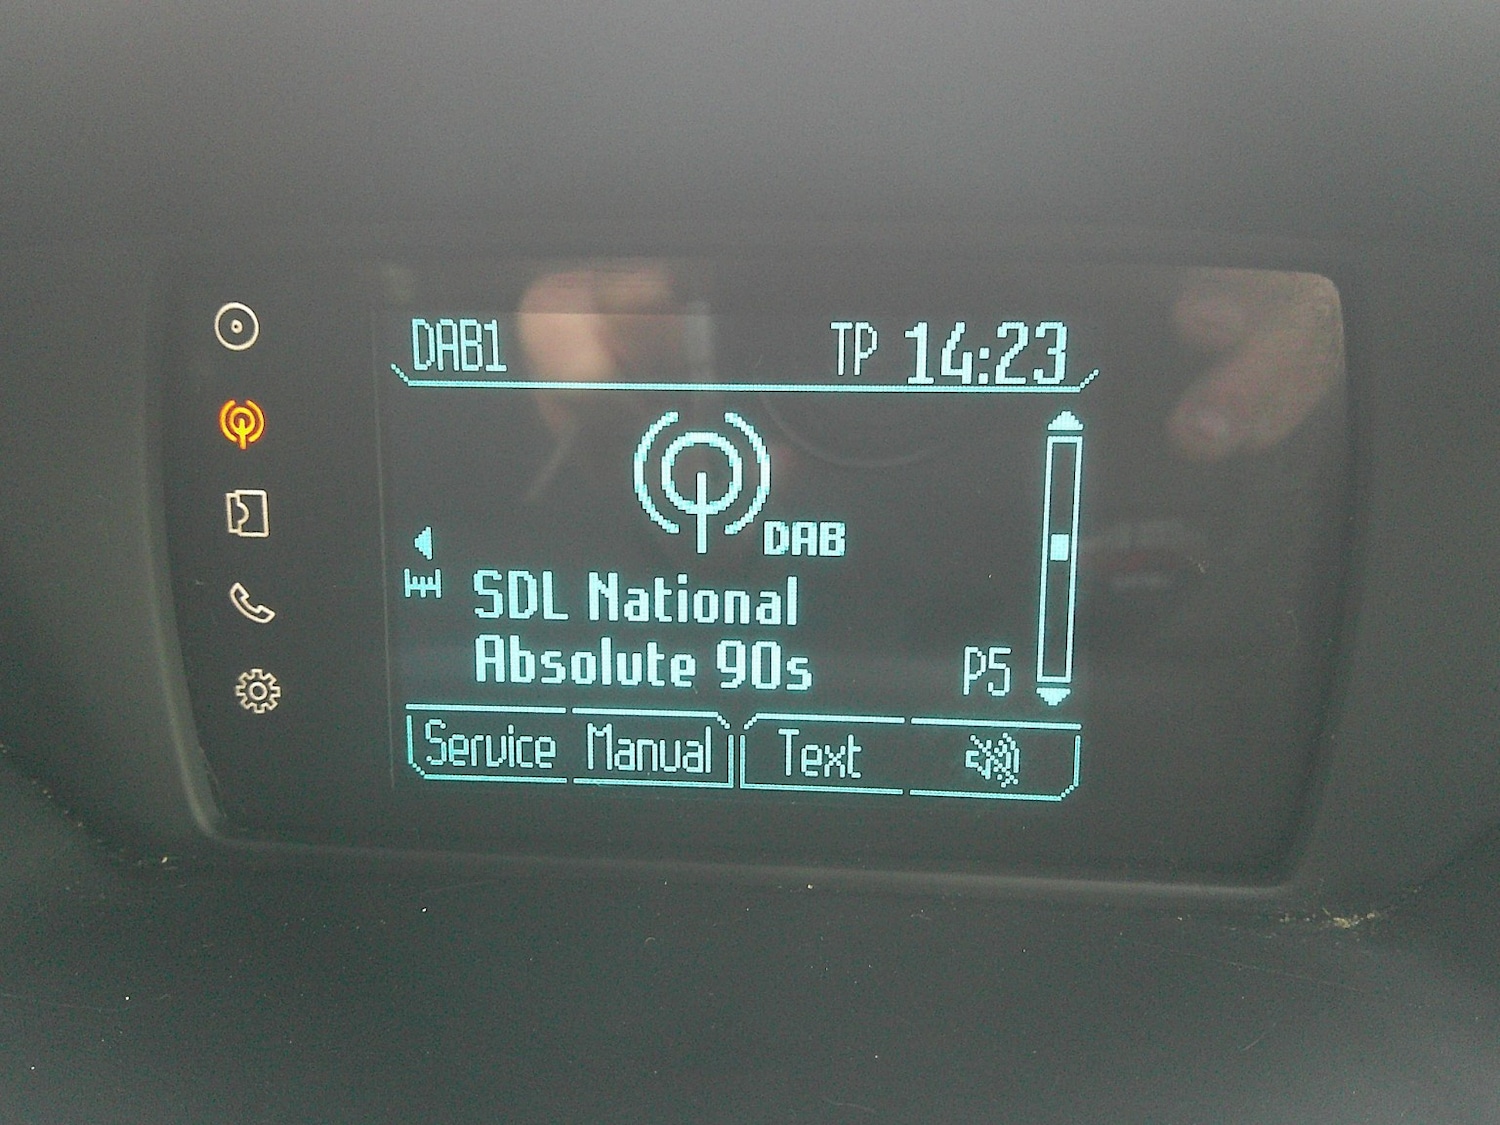 DAB1 TP 14:23
DAB
SDL National
Absolute 90s P5
Service Manual Text